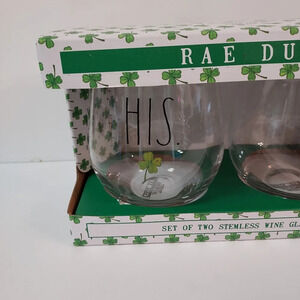 RAE DU
HIS.
SET OF TWO STEMLESS WINE GL